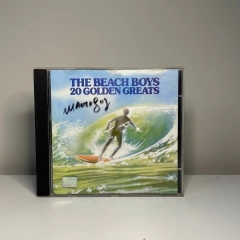 THE BEACH BOYS
20 GOLDEN GREATS